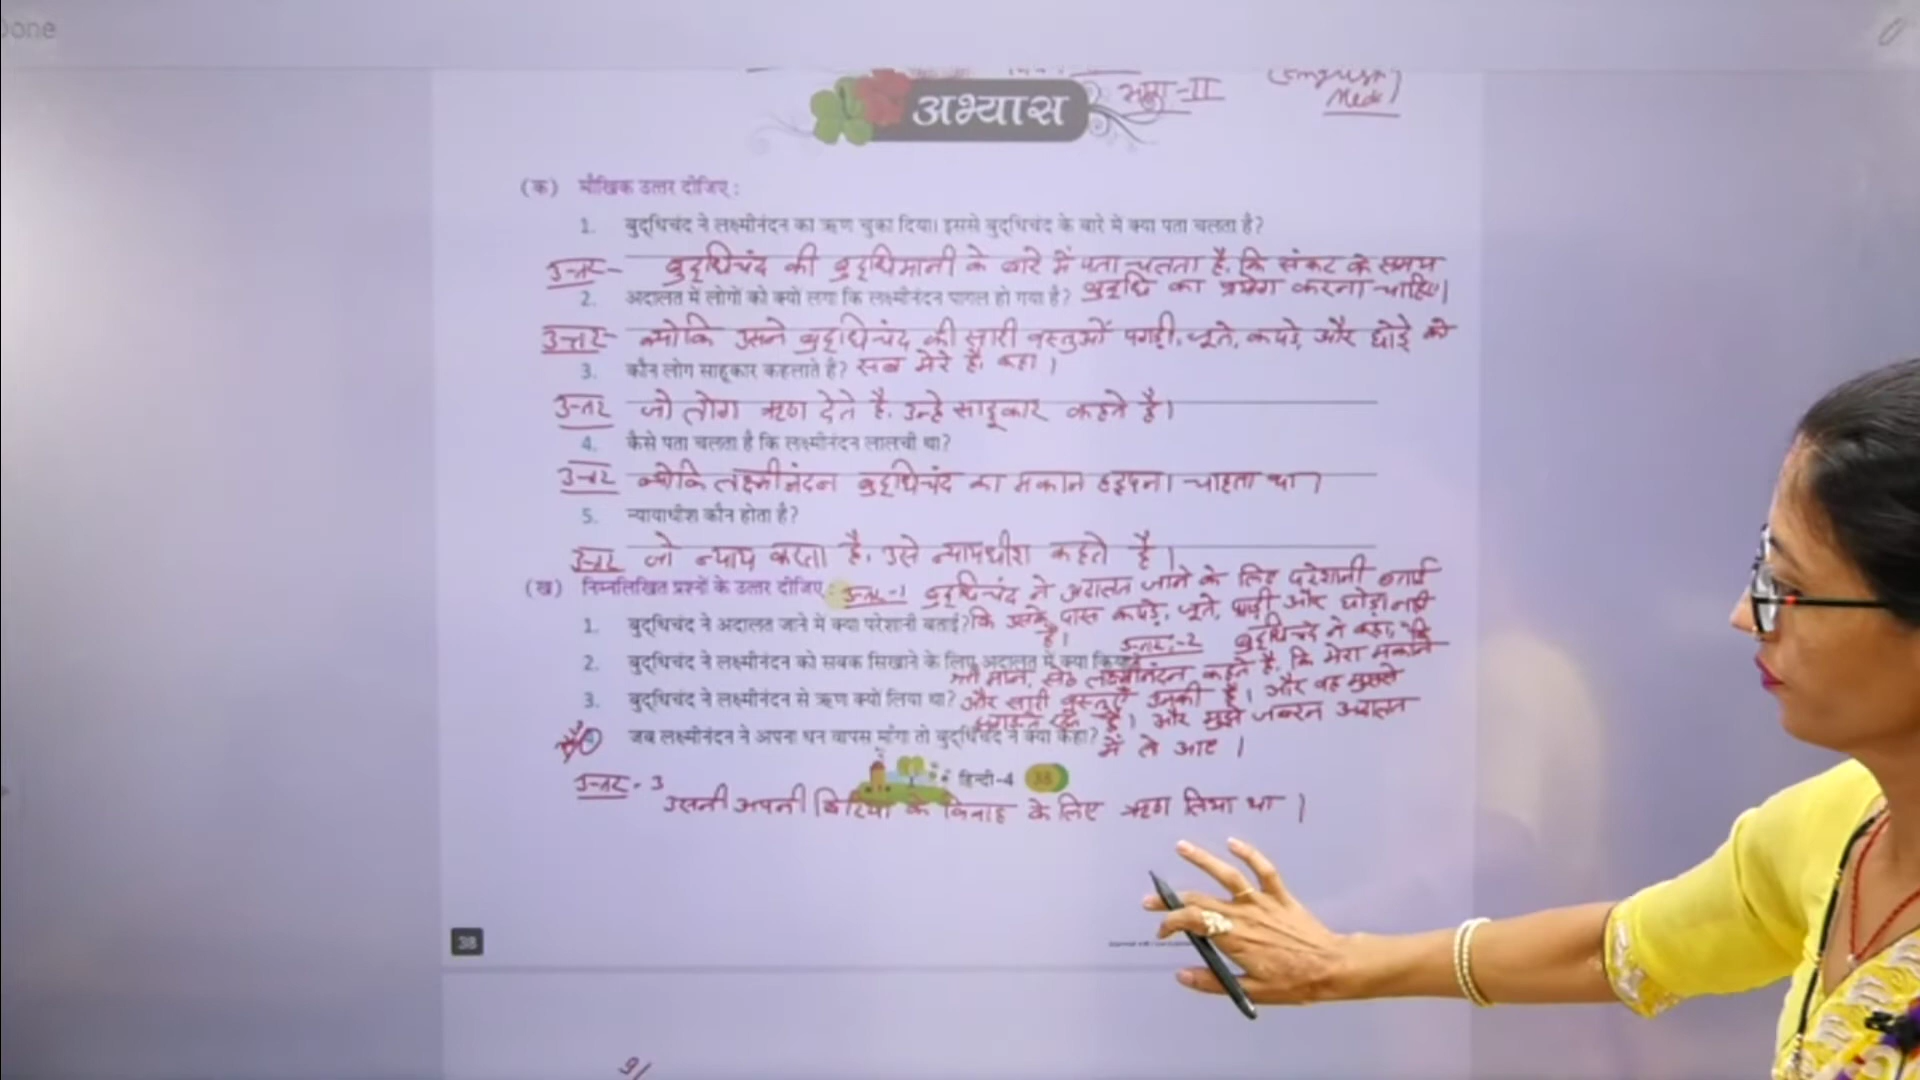 Done
भाग-II
अभ्यास
(क) मौखिक उत्तर दीजिए :
1. बुद्धिचंद ने लक्ष्मीनंदन का ऋण चुका दिया। इससे बुद्धिचंद के बारे में क्या पता चलता है?
उत्तर- बुद्धिचंद की बुद्धिमानी के बारे में पता चलता है, कि संकट के समय
बुद्धि का प्रयोग करना चाहिए।
2. अदालत में लोगों को क्यों लगा कि लक्ष्मीनंदन पागल हो गया है?
उत्तर- क्योकि उसने बुद्धिचंद की सारी वस्तुओं पगड़ी, जूते, कपड़े और घोड़े को
सब मेरे है, कहा।
3. कौन लोग साहूकार कहलाते हैं?
उत्तर जो लोग ऋण देते है, उन्हे साहूकार कहते है।
4. कैसे पता चलता है कि लक्ष्मीनंदन लालची था?
उत्तर क्योकि लक्ष्मीनंदन बुद्धिचंद का मकान हड़पना चाहता था।
5. न्यायाधीश कौन होता है?
उत्तर जो न्याय करता है, उसे न्यायधीश कहते है।
(ख) निम्नलिखित प्रश्नों के उत्तर दीजिए
उत्तर-1 बुद्धिचंद ने अदालत जाने के लिए परेशानी बताई
1. बुद्धिचंद ने अदालत जाने में क्या परेशानी बताई?
कि उसके पास कपड़े, जूते, पगड़ी और घोड़ा नही
है।
उत्तर-2 बुद्धिचंद ने कहा, कि
2. बुद्धिचंद ने लक्ष्मीनंदन को सबक सिखाने के लिए अदालत में क्या किया
सेठ लक्ष्मीनंदन कहते है, कि मेरा मकान
3. बुद्धिचंद ने लक्ष्मीनंदन से ऋण क्यों लिया था?
और सारी वस्तुएँ उनकी है। और वह मुझसे
है। और मुझे जबरन अदालत
जब लक्ष्मीनंदन ने अपना धन वापस माँगा तो बुद्धिचंद ने क्या कहा?
में ले आए।
हिन्दी-4
उत्तर-3
उसनी अपनी के विवाह के लिए ऋण लिया था।
38